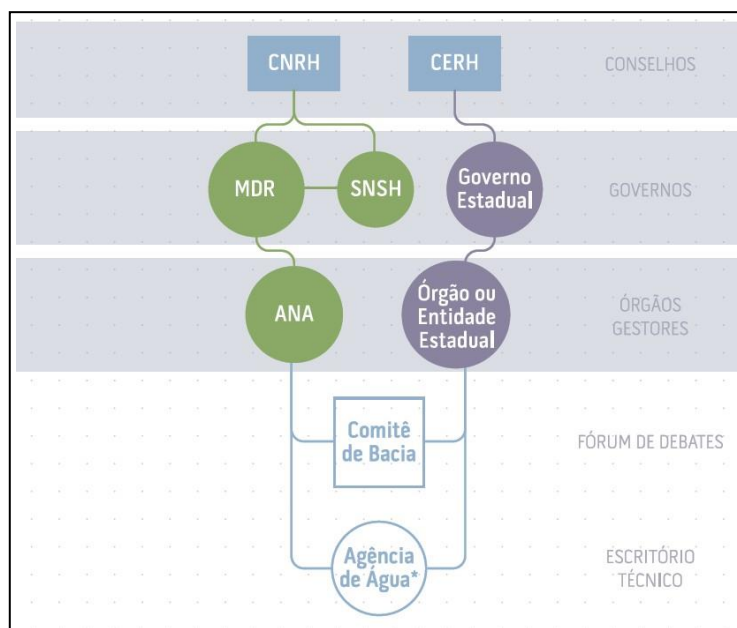 CNRH
CERH
CONSELHOS
MDR
SNSH
Governo
Estadual
GOVERNOS
ANA
Órgão ou
Entidade
Estadual
ÓRGÃOS
GESTORES
Comitê
de Bacia
FÓRUM DE DEBATES
Agência
de Água*
ESCRITÓRIO
TÉCNICO